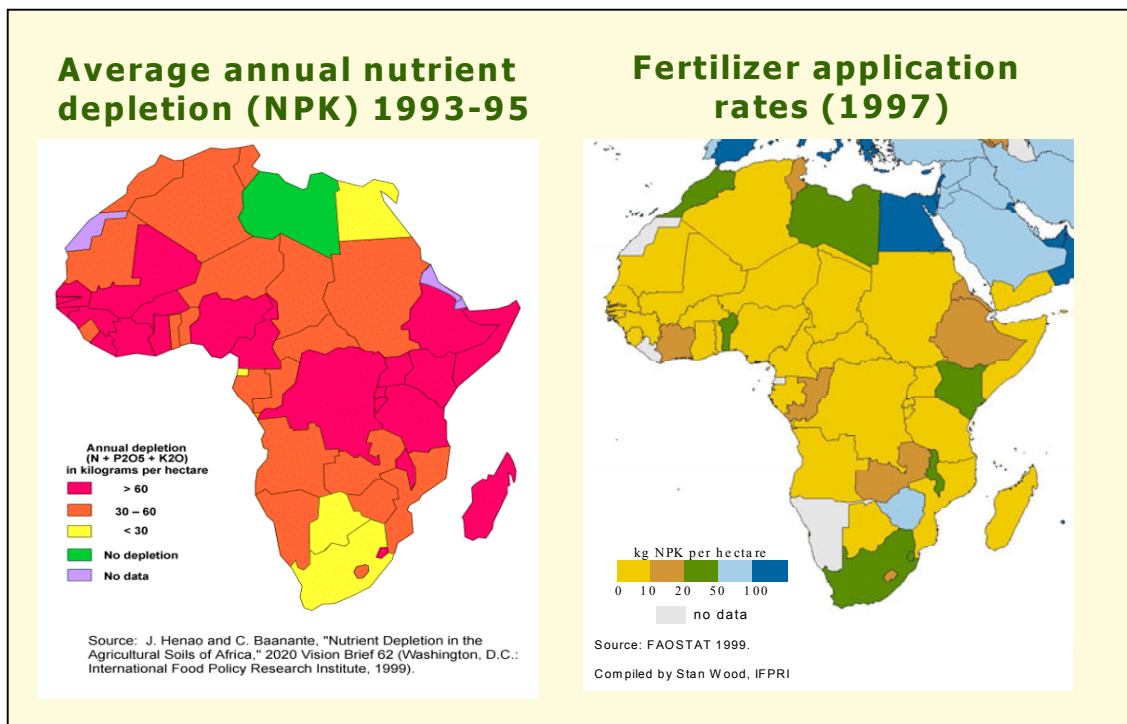 Average annual nutrient
depletion (NPK) 1993-95
Annual depletion
(N + P2O5 + K2O)
in kilograms per hectare
> 60
30 – 60
< 30
No depletion
No data
Source: J. Henao and C. Baanante, "Nutrient Depletion in the
Agricultural Soils of Africa," 2020 Vision Brief 62 (Washington, D.C.:
International Food Policy Research Institute, 1999).
Fertilizer application
rates (1997)
kg NPK per hectare
0 10 20 50 100
no data
Source: FAOSTAT 1999.
Compiled by Stan Wood, IFPRI